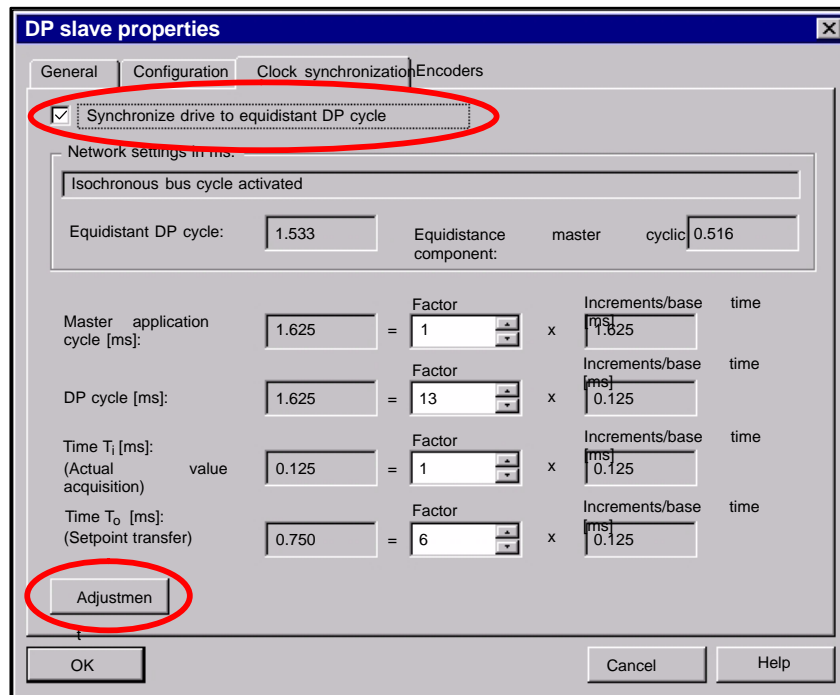 DP slave properties
General Configuration Clock synchronization Encoders
Synchronize drive to equidistant DP cycle
Network settings in ms:
Isochronous bus cycle activated
Equidistant DP cycle: 1.533 Equidistance master cyclic 0.516
component:
Factor Increments/base time
[ms]
Master application
cycle [ms]: 1.625 = 1 x 1.625
Factor Increments/base time
[ms]
DP cycle [ms]: 1.625 = 13 x 0.125
Factor Increments/base time
[ms]
Time Ti [ms]:
(Actual value
acquisition) 0.125 = 1 x 0.125
Factor Increments/base time
[ms]
Time To [ms]:
(Setpoint transfer) 0.750 = 6 x 0.125
Adjustmen
t
OK Cancel Help